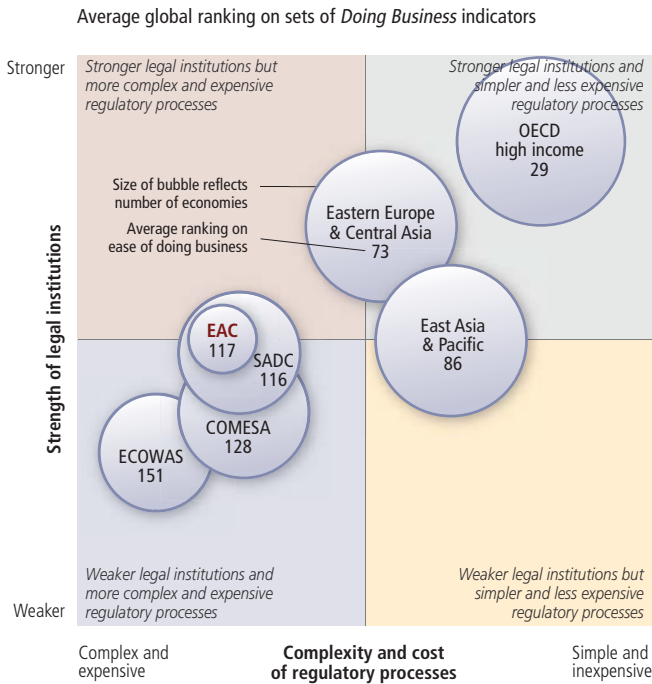 Average global ranking on sets of Doing Business indicators
Stronger
Stronger legal institutions but
more complex and expensive
regulatory processes
Stronger legal institutions and
simpler and less expensive
regulatory processes
OECD
high income
29
Size of bubble reflects
number of economies
Average ranking on
ease of doing business
Eastern Europe
& Central Asia
73
Strength of legal institutions
EAC
117
SADC
116
East Asia
& Pacific
86
COMESA
128
ECOWAS
151
Weaker legal institutions and
more complex and expensive
regulatory processes
Weaker legal institutions but
simpler and less expensive
regulatory processes
Weaker
Complex and
expensive
Complexity and cost
of regulatory processes
Simple and
inexpensive